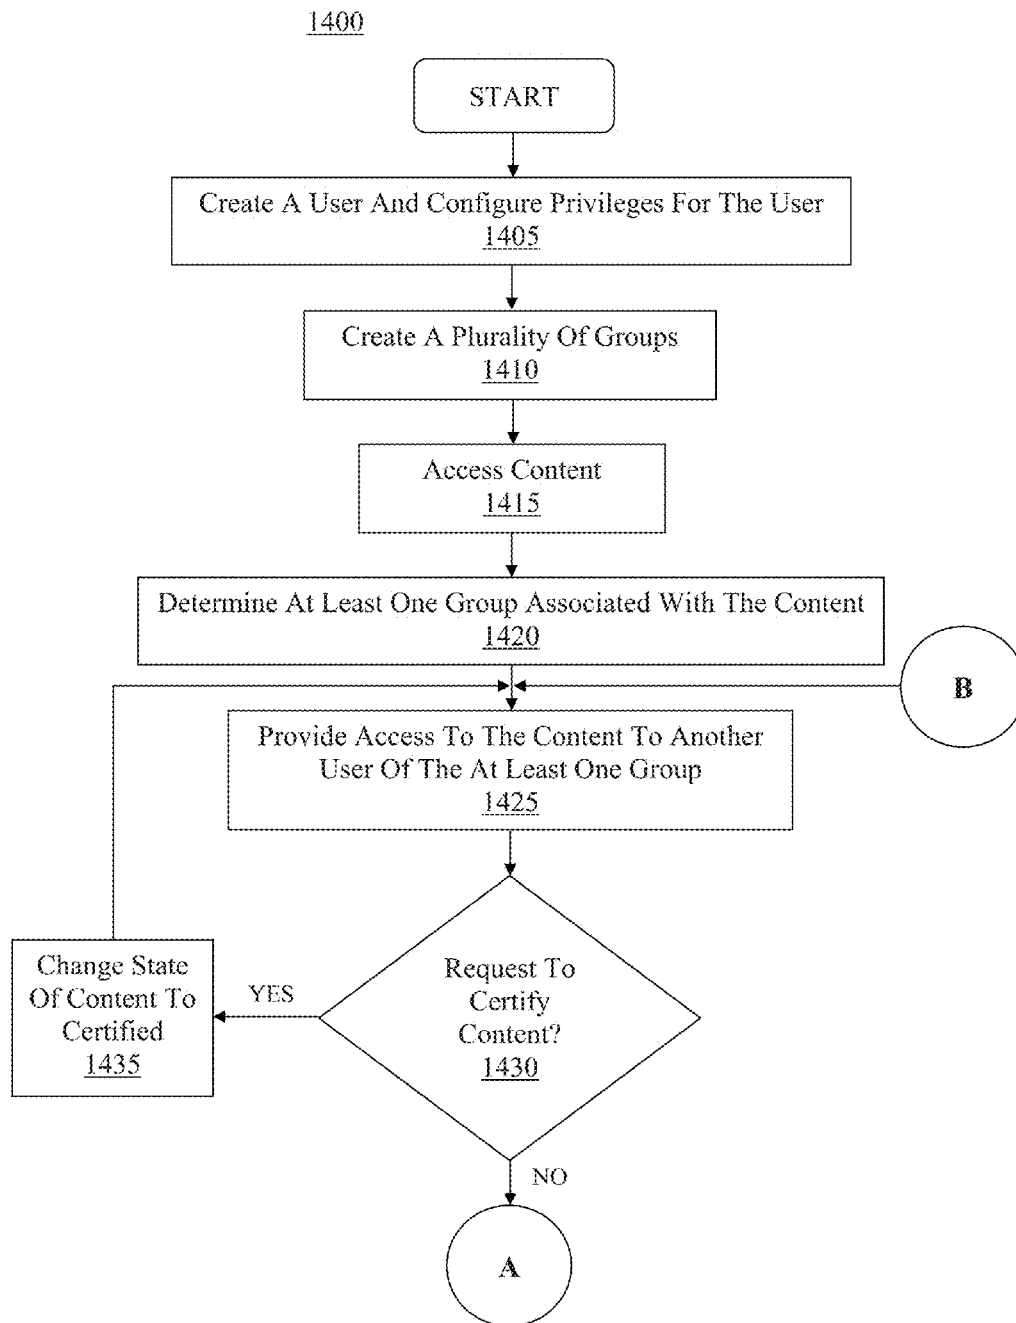 1400
START
Create A User And Configure Privileges For The User
1405
Create A Plurality Of Groups
1410
Access Content
1415
Determine At Least One Group Associated With The Content
1420
B
Provide Access To The Content To Another
User Of The At Least One Group
1425
Change State
Of Content To
Certified
1435
YES
Request To
Certify
Content?
1430
NO
A